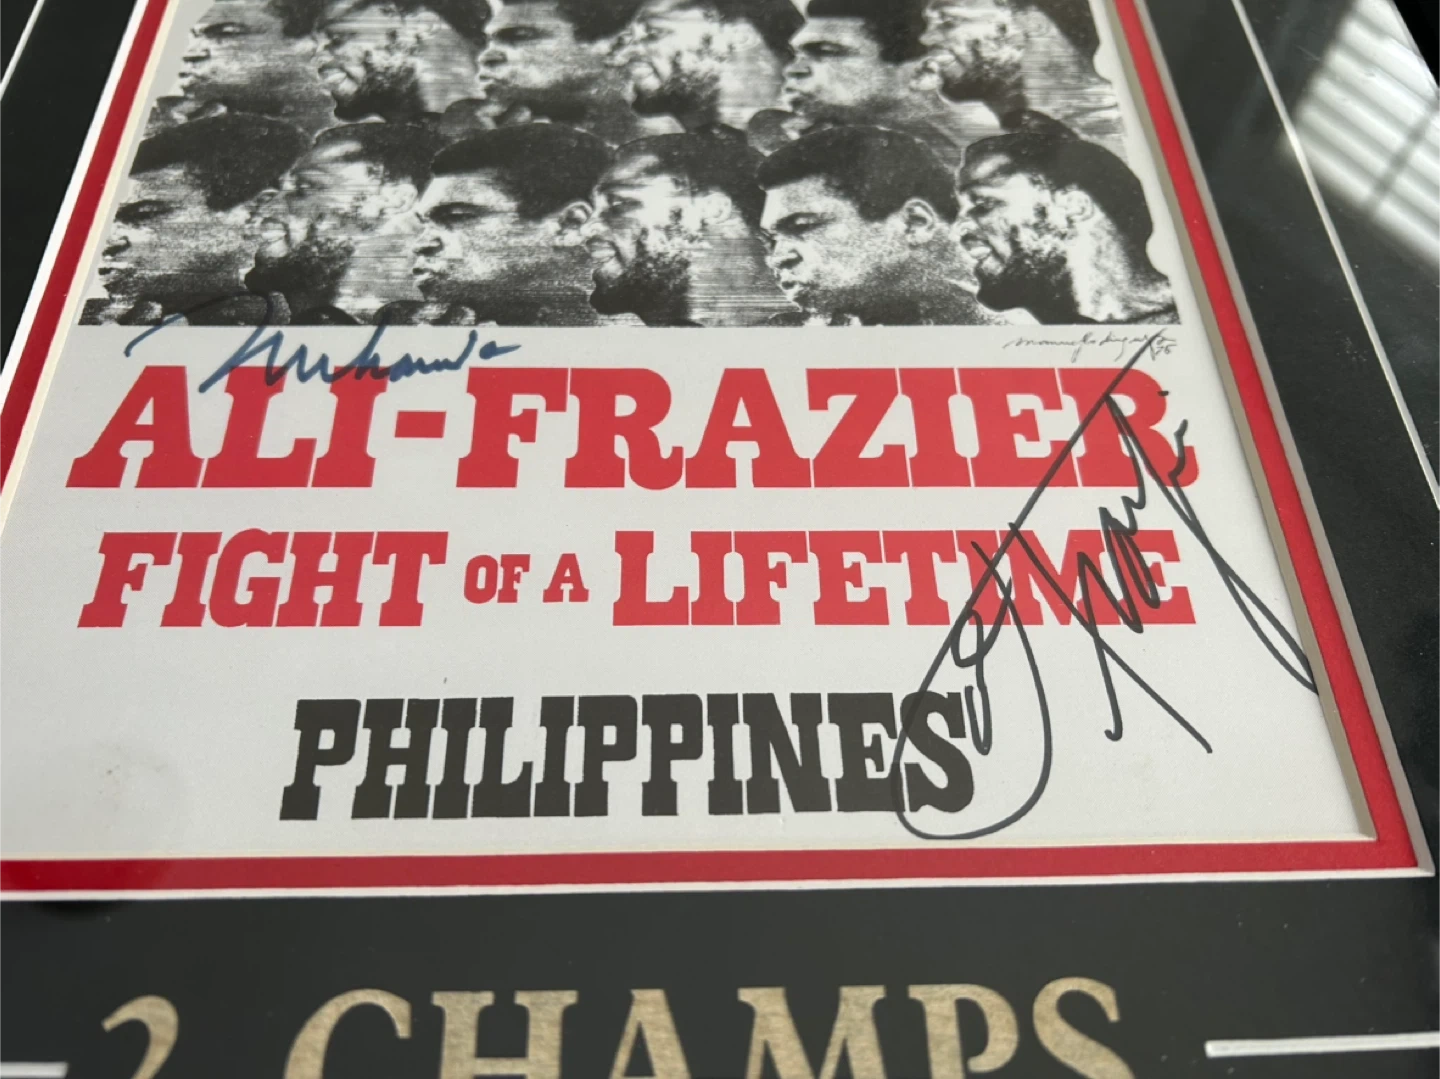 Muhammad
ALI-FRAZIER
FIGHT OF A LIFETIME
PHILIPPINES
2 CHAMPS